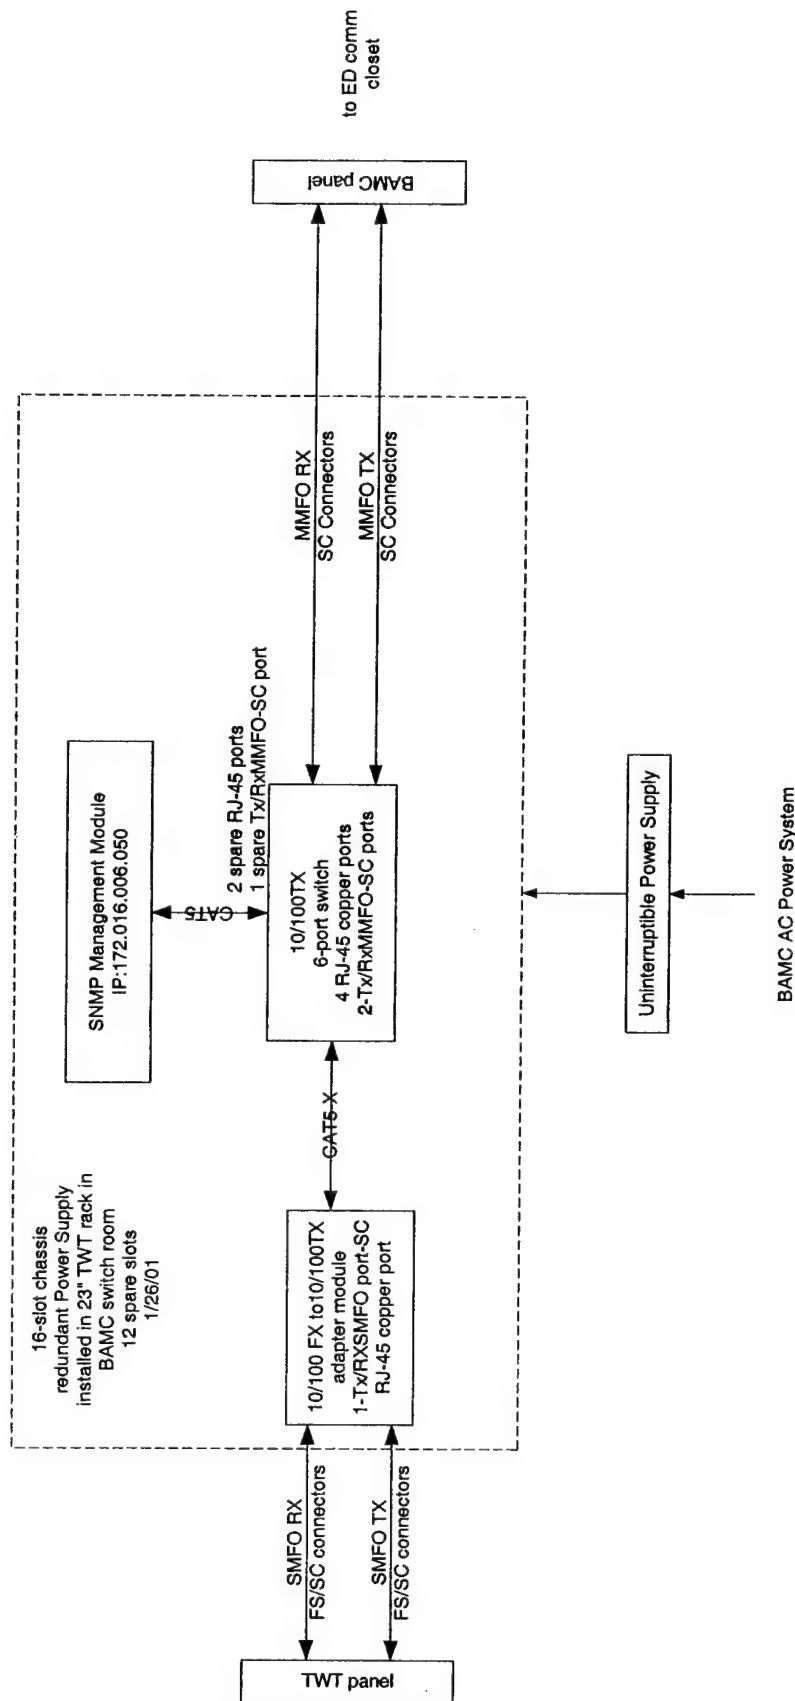 16-slot chassis
redundant Power Supply
installed in 23" TWT rack in
BAMC switch room
12 spare slots
1/26/01
SNMP Management Module
IP:172.016.006.050
CAT5
2 spare RJ-45 ports
1 spare Tx/RxMMFO-SC port
TWT panel
SMFO RX
FS/SC connectors
SMFO TX
FS/SC connectors
10/100 FX to10/100TX
adapter module
1-Tx/RXSMFO port-SC
RJ-45 copper port
CAT5-X
10/100TX
6-port switch
4 RJ-45 copper ports
2-Tx/RxMMFO-SC ports
MMFO RX
SC Connectors
MMFO TX
SC Connectors
BAMC panel
to ED comm
closet
Uninterruptible Power Supply
BAMC AC Power System